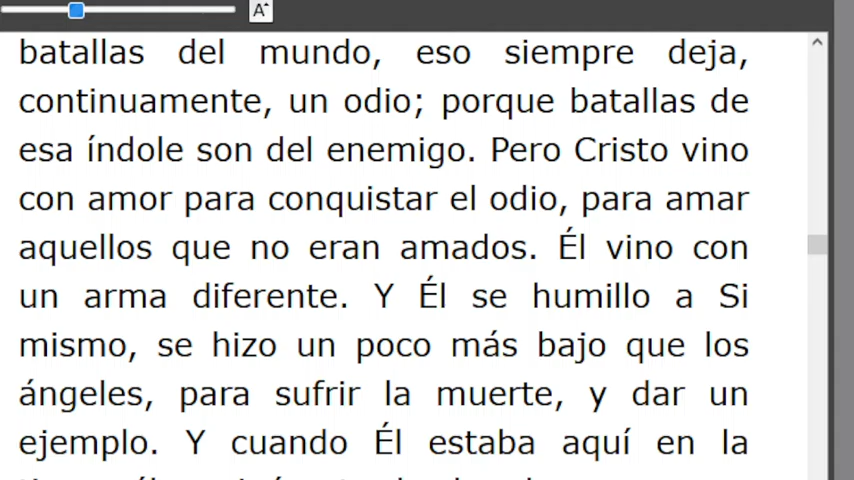 A
batallas del mundo, eso siempre deja,
continuamente, un odio; porque batallas de
esa índole son del enemigo. Pero Cristo vino
con amor para conquistar el odio, para amar
aquellos que no eran amados. Él vino con
un arma diferente. Y Él se humillo a Si
mismo, se hizo un poco más bajo que los
ángeles, para sufrir la muerte, y dar un
ejemplo. Y cuando Él estaba aquí en la